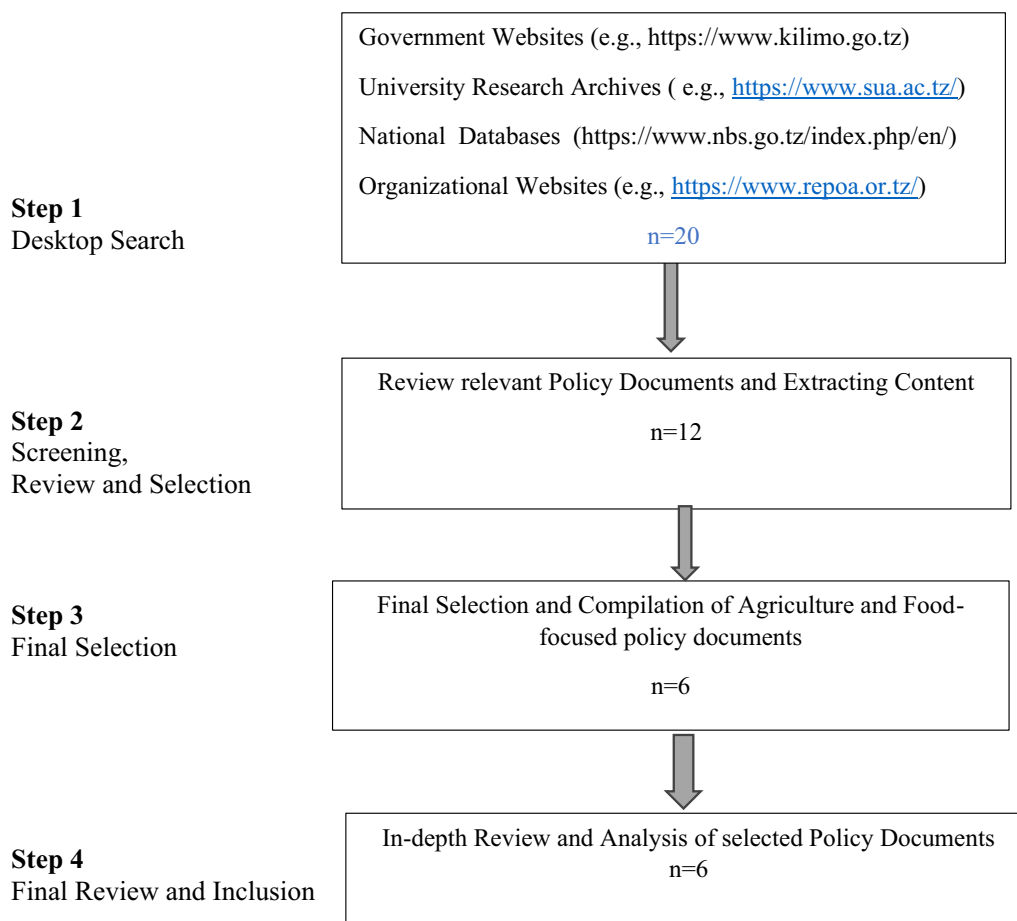 Government Websites (e.g., https://www.kilimo.go.tz)
University Research Archives ( e.g., https://www.sua.ac.tz/)
National Databases (https://www.nbs.go.tz/index.php/en/)
Organizational Websites (e.g., https://www.repoa.or.tz/)
n=20
Step 1
Desktop Search
Review relevant Policy Documents and Extracting Content
n=12
Step 2
Screening,
Review and Selection
Final Selection and Compilation of Agriculture and Food-
focused policy documents
n=6
Step 3
Final Selection
In-depth Review and Analysis of selected Policy Documents
n=6
Step 4
Final Review and Inclusion